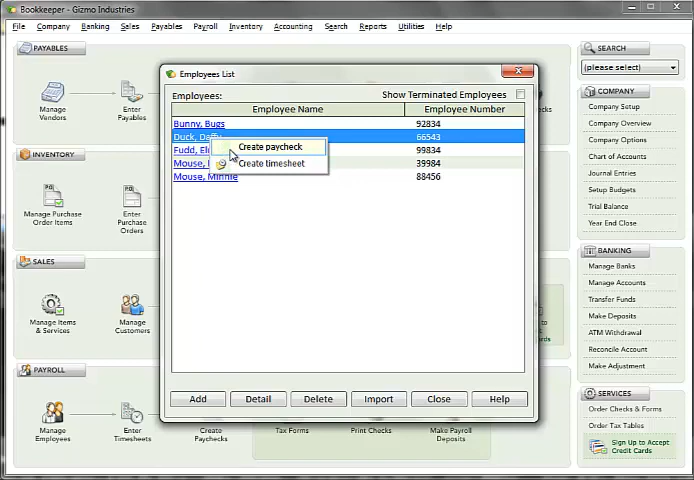 Bookkeeper - Gizmo Industries
File Company Banking Sales Payables Payroll Inventory Accounting Search Reports Utilities Help
PAYABLES
Manage Vendors
Enter Payables
INVENTORY
Manage Purchase Order Items
Enter Purchase Orders
SALES
Manage Items & Services
Manage Customers
PAYROLL
Manage Employees
Enter Timesheets
Create Paychecks
Tax Forms
Print Checks
Make Payroll Deposits
Employees List
Employees:
Show Terminated Employees
Employee Name Employee Number
Bunny, Bugs 92834
Duck, 66543
Fudd, 99834
Mouse, 39984
Mouse, Minnie 88456
Create paycheck
Create timesheet
Add Detail Delete Import Close Help
SEARCH
(please select)
COMPANY
Company Setup
Company Overview
Company Options
Chart of Accounts
Journal Entries
Setup Budgets
Trial Balance
Year End Close
BANKING
Manage Banks
Manage Accounts
Transfer Funds
Make Deposits
ATM Withdrawal
Reconcile Account
Make Adjustment
SERVICES
Order Checks & Forms
Order Tax Tables
Sign Up to Accept
Credit Cards